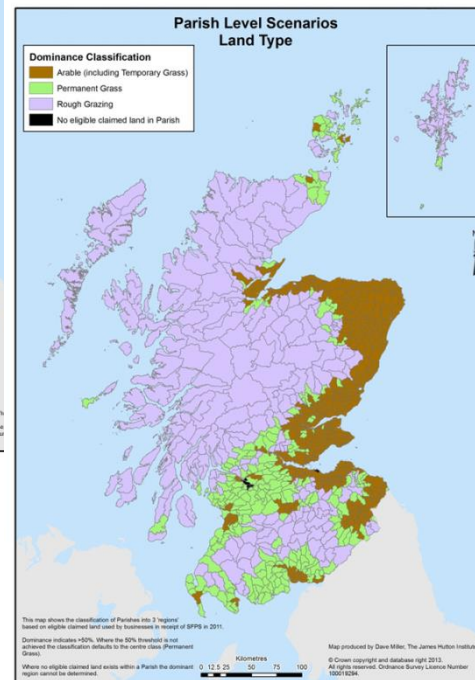 Parish Level Scenarios
Land Type
Dominance Classification
Arable (including Temporary Grass)
Permanent Grass
Rough Grazing
No eligible claimed land in Parish
This map shows the classification of Parishes into 3 'regions'
based on eligible claimed land used by businesses in receipt of SFPS in 2011.
Dominance indicates >50%. Where the 50% threshold is not
achieved the classification defaults to the centre class (Permanent
Grass).
Where no eligible claimed land exists within a Parish the dominant
region cannot be determined.
Kilometres
0 12.5 25 50 75 100
Map produced by Dave Miller, The James Hutton Institute
© Crown copyright and database right 2013.
All rights reserved. Ordnance Survey Licence Number
100019294.